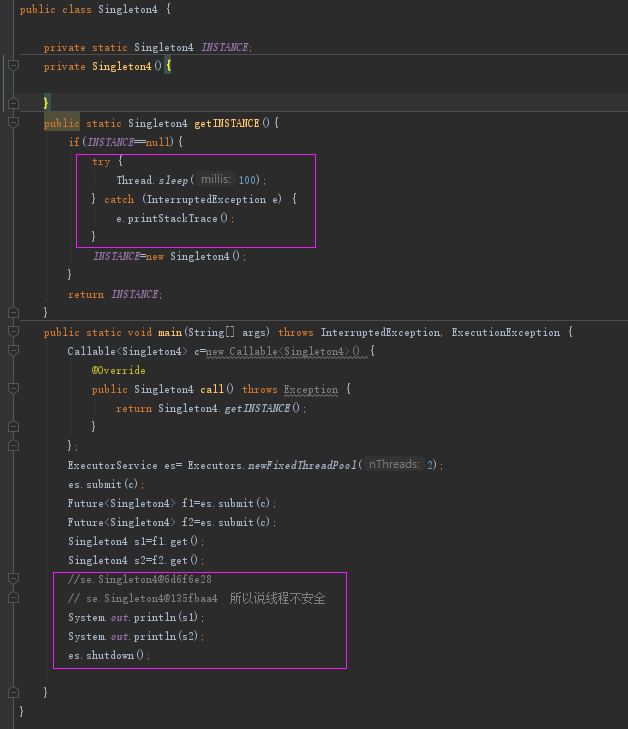 public class Singleton4 {
private static Singleton4 INSTANCE;
private Singleton4(){
}
public static Singleton4 getINSTANCE(){
if(INSTANCE==null){
try {
Thread.sleep( millis: 100);
} catch (InterruptedException e) {
e.printStackTrace();
}
INSTANCE=new Singleton4();
}
return INSTANCE;
}
public static void main(String[] args) throws InterruptedException, ExecutionException {
Callable<Singleton4> c=new Callable<Singleton4>() {
@Override
public Singleton4 call() throws Exception {
return Singleton4.getINSTANCE();
}
};
ExecutorService es= Executors.newFixedThreadPool( nThreads: 2);
es.submit(c);
Future<Singleton4> f1=es.submit(c);
Future<Singleton4> f2=es.submit(c);
Singleton4 s1=f1.get();
Singleton4 s2=f2.get();
//se.Singleton4@6d6f6e28
// se.Singleton4@135fbaa4  所以说线程不安全
System.out.println(s1);
System.out.println(s2);
es.shutdown();
}
}